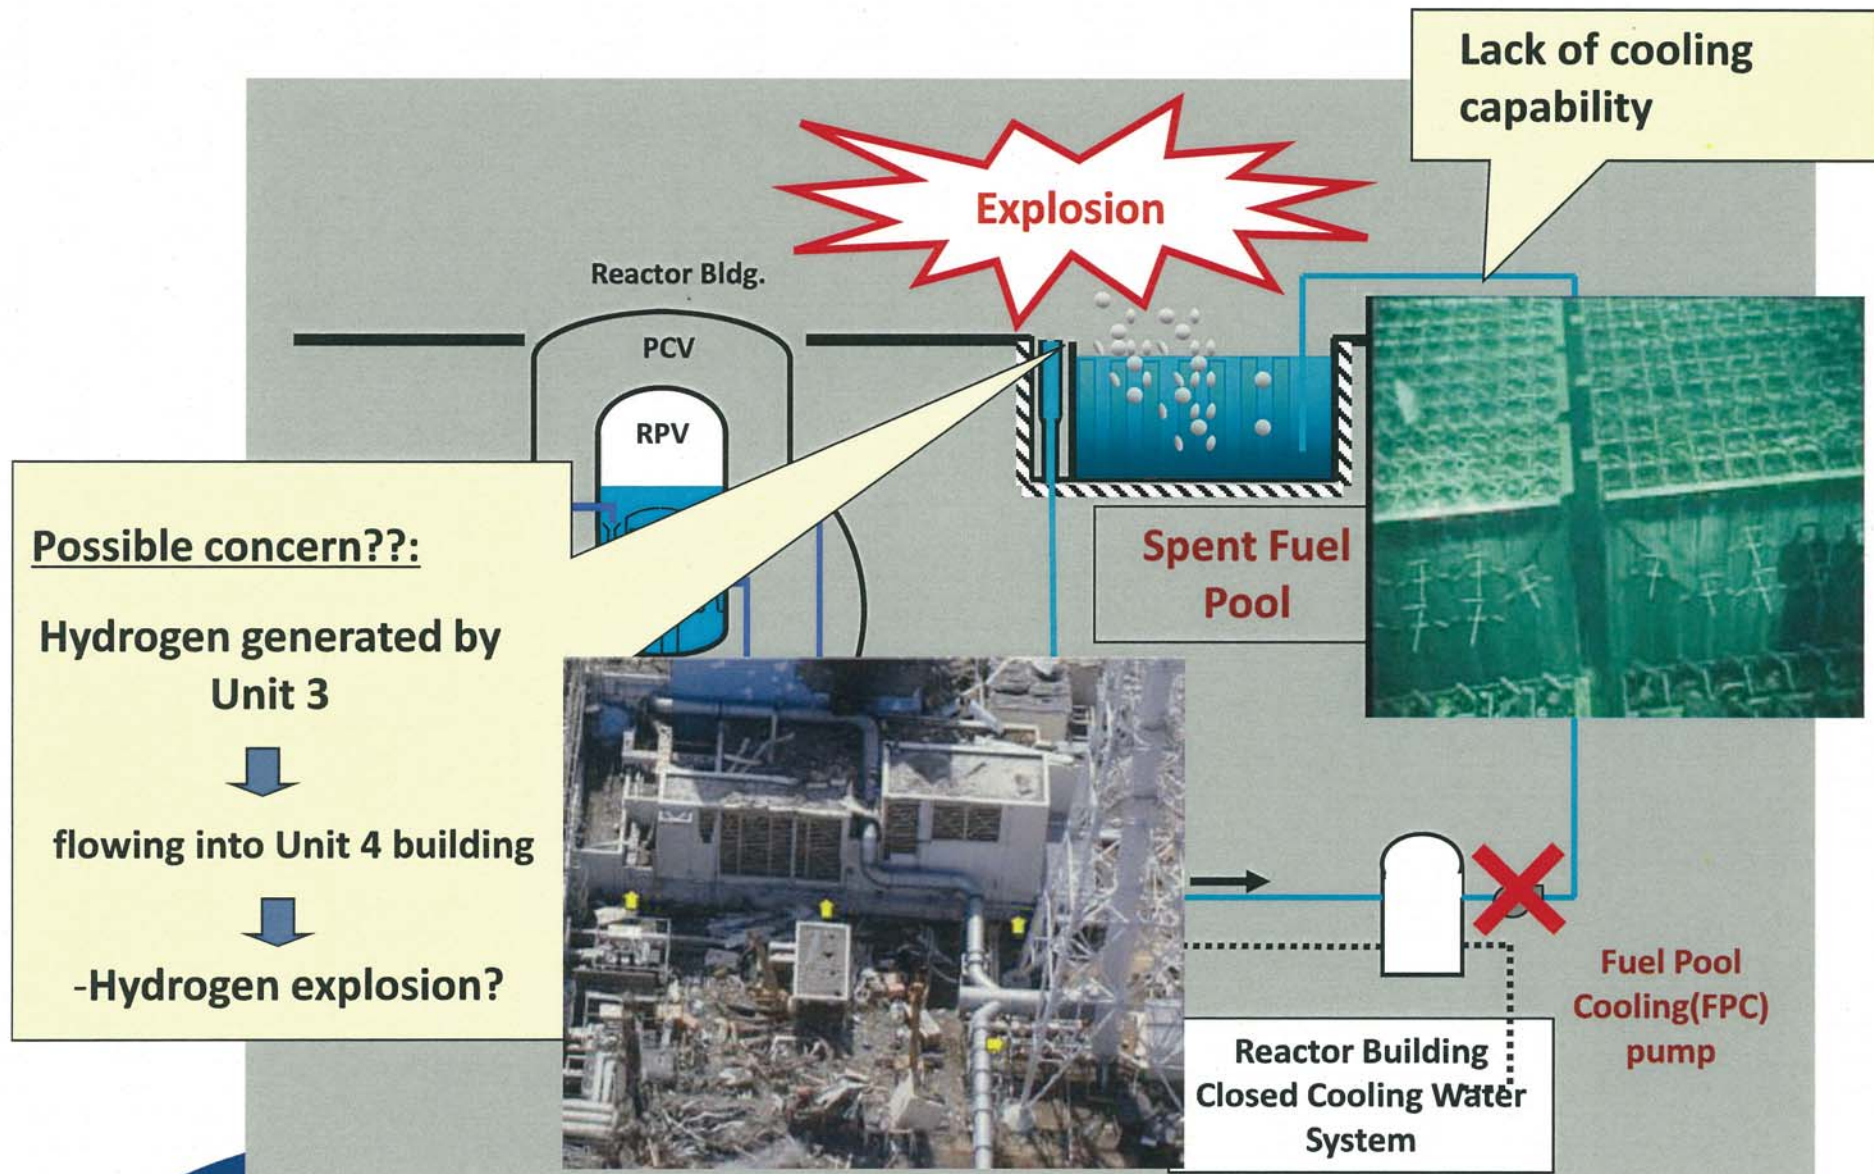 Lack of cooling
capability
Explosion
Reactor Bldg.
PCV
RPV
Spent Fuel
Pool
Possible concern??:
Hydrogen generated by
Unit 3
flowing into Unit 4 building
-Hydrogen explosion?
Fuel Pool
Cooling(FPC)
pump
Reactor Building
Closed Cooling Water
System